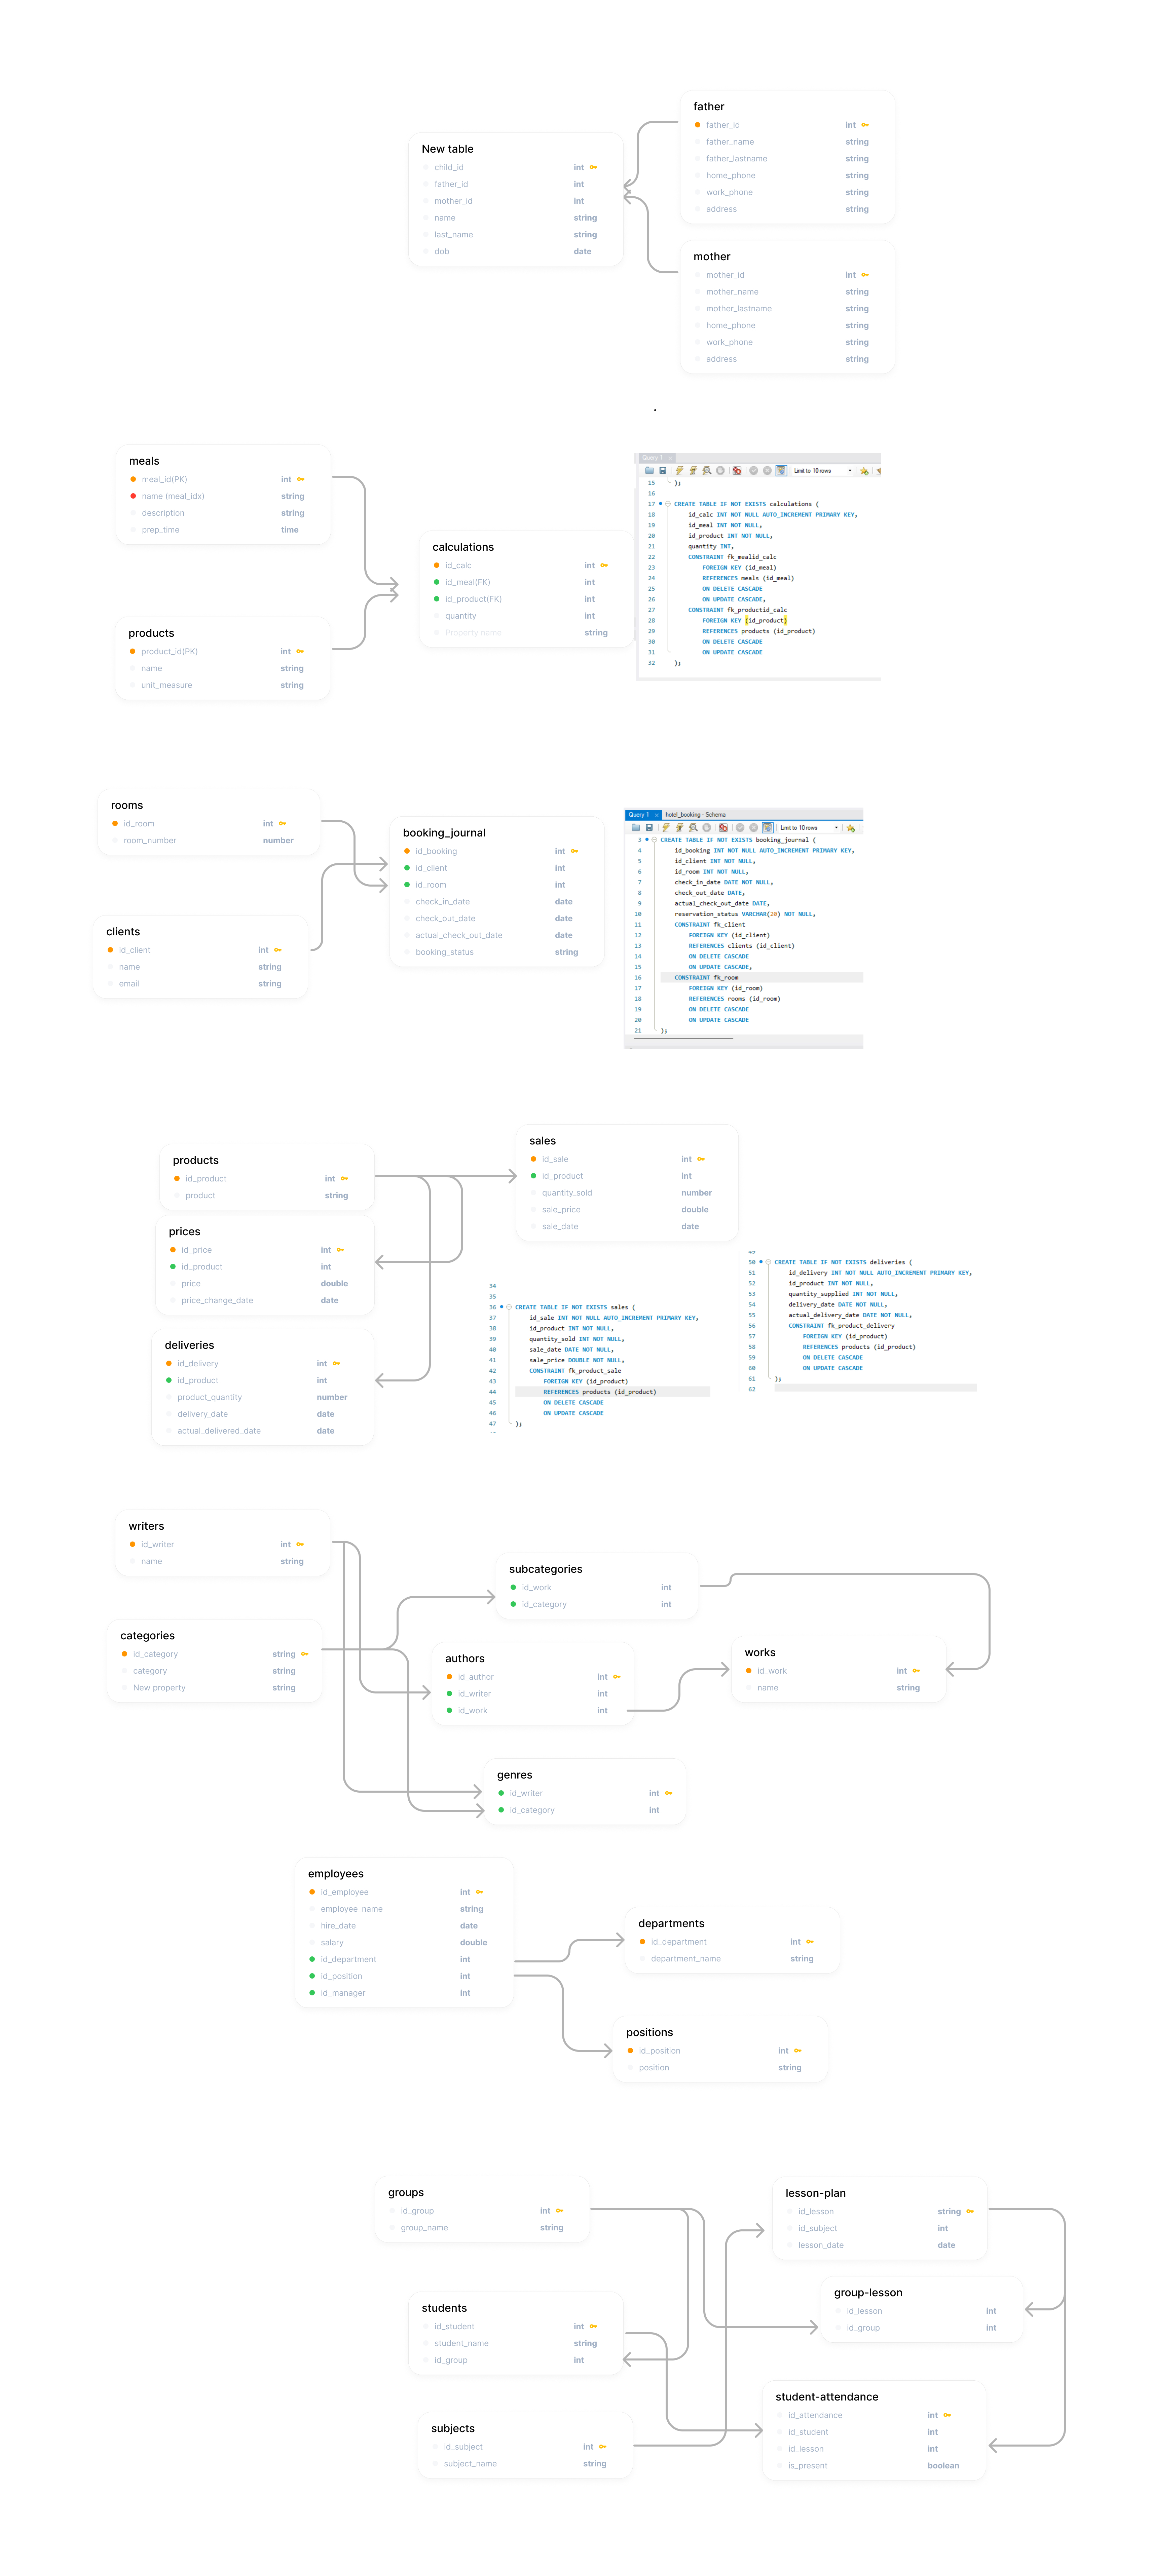 father
father_id int
father_name string
father_lastname string
home_phone string
work_phone string
address string
New table
child_id int
father_id int
mother_id int
name string
last_name string
dob date
mother
mother_id int
mother_name string
mother_lastname string
home_phone string
work_phone string
address string
meals
meal_id(PK) int
name (meal_idx) string
description string
prep_time time
products
product_id(PK) int
name string
unit_measure string
calculations
id_calc int
id_meal(FK) int
id_product(FK) int
quantity int
Property name string
Query 1
Limit to 10 rows
15 );
16
17 CREATE TABLE IF NOT EXISTS calculations (
18 id_calc INT NOT NULL AUTO_INCREMENT PRIMARY KEY,
19 id_meal INT NOT NULL,
20 id_product INT NOT NULL,
21 quantity INT,
22 CONSTRAINT fk_mealid_calc
23 FOREIGN KEY (id_meal)
24 REFERENCES meals (id_meal)
25 ON DELETE CASCADE
26 ON UPDATE CASCADE,
27 CONSTRAINT fk_productid_calc
28 FOREIGN KEY (id_product)
29 REFERENCES products (id_product)
30 ON DELETE CASCADE
31 ON UPDATE CASCADE
32 );
rooms
id_room int
room_number number
clients
id_client int
name string
email string
booking_journal
id_booking int
id_client int
id_room int
check_in_date date
check_out_date date
actual_check_out_date date
booking_status string
Query 1 hotel_booking - Schema
Limit to 10 rows
3 CREATE TABLE IF NOT EXISTS booking_journal (
4 id_booking INT NOT NULL AUTO_INCREMENT PRIMARY KEY,
5 id_client INT NOT NULL,
6 id_room INT NOT NULL,
7 check_in_date DATE NOT NULL,
8 check_out_date DATE,
9 actual_check_out_date DATE,
10 reservation_status VARCHAR(20) NOT NULL,
11 CONSTRAINT fk_client
12 FOREIGN KEY (id_client)
13 REFERENCES clients (id_client)
14 ON DELETE CASCADE
15 ON UPDATE CASCADE,
16 CONSTRAINT fk_room
17 FOREIGN KEY (id_room)
18 REFERENCES rooms (id_room)
19 ON DELETE CASCADE
20 ON UPDATE CASCADE
21 );
products
id_product int
product string
prices
id_price int
id_product int
price double
price_change_date date
deliveries
id_delivery int
id_product int
product_quantity number
delivery_date date
actual_delivered_date date
sales
id_sale int
id_product int
quantity_sold number
sale_price double
sale_date date
34
35
36 CREATE TABLE IF NOT EXISTS sales (
37 id_sale INT NOT NULL AUTO_INCREMENT PRIMARY KEY,
38 id_product INT NOT NULL,
39 quantity_sold INT NOT NULL,
40 sale_date DATE NOT NULL,
41 sale_price DOUBLE NOT NULL,
42 CONSTRAINT fk_product_sale
43 FOREIGN KEY (id_product)
44 REFERENCES products (id_product)
45 ON DELETE CASCADE
46 ON UPDATE CASCADE
47 );
50 CREATE TABLE IF NOT EXISTS deliveries (
51 id_delivery INT NOT NULL AUTO_INCREMENT PRIMARY KEY,
52 id_product INT NOT NULL,
53 quantity_supplied INT NOT NULL,
54 delivery_date DATE NOT NULL,
55 actual_delivery_date DATE NOT NULL,
56 CONSTRAINT fk_product_delivery
57 FOREIGN KEY (id_product)
58 REFERENCES products (id_product)
59 ON DELETE CASCADE
60 ON UPDATE CASCADE
61 );
62
writers
id_writer int
name string
categories
id_category string
category string
New property string
subcategories
id_work int
id_category int
authors
id_author int
id_writer int
id_work int
works
id_work int
name string
genres
id_writer int
id_category int
employees
id_employee int
employee_name string
hire_date date
salary double
id_department int
id_position int
id_manager int
departments
id_department int
department_name string
positions
id_position int
position string
groups
id_group int
group_name string
students
id_student int
student_name string
id_group int
subjects
id_subject int
subject_name string
lesson-plan
id_lesson string
id_subject int
lesson_date date
group-lesson
id_lesson int
id_group int
student-attendance
id_attendance int
id_student int
id_lesson int
is_present boolean